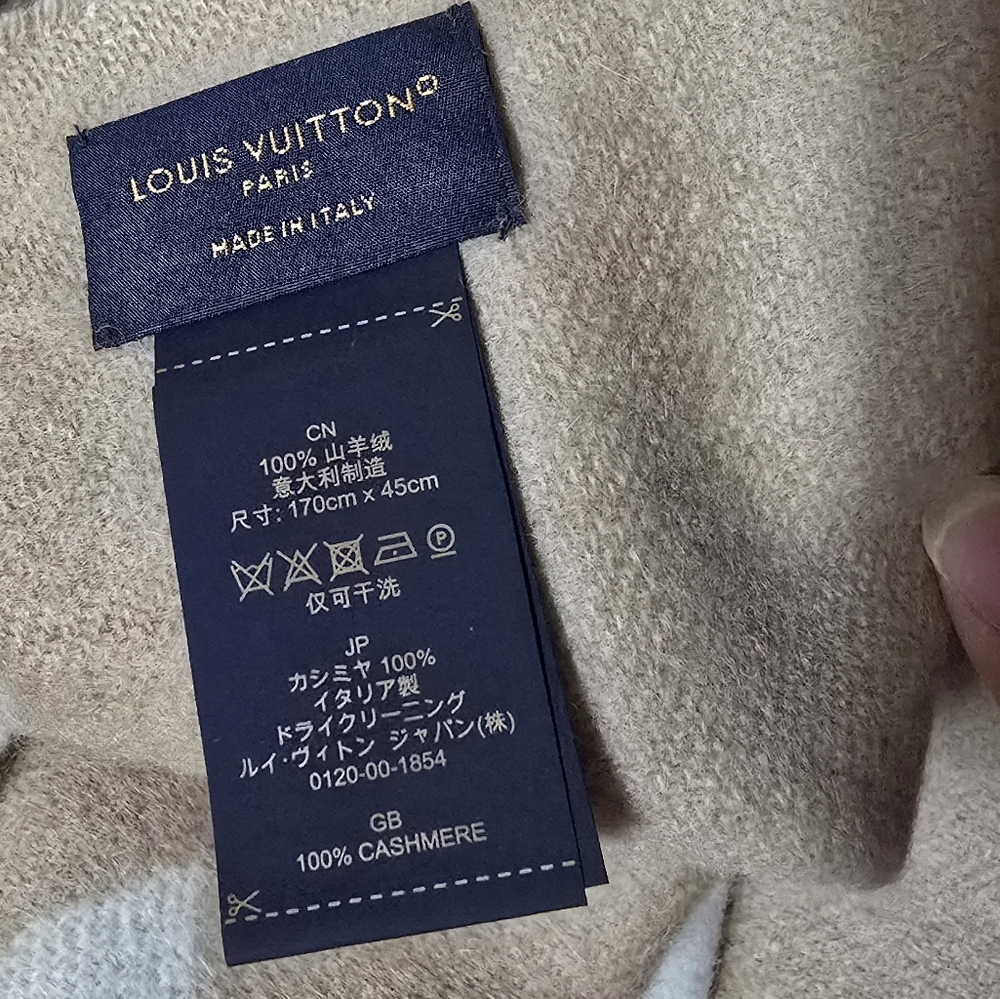 LOUIS VUITTON
PARIS
MADE IN ITALY
CN
100% 山羊绒
意大利制造
尺寸: 170cm x 45cm
P
仅可干洗
JP
カシミヤ 100%
イタリア製
ドライクリーニング
ルイ·ヴィトン ジャパン(株)
0120-00-1854
GB
100% CASHMERE